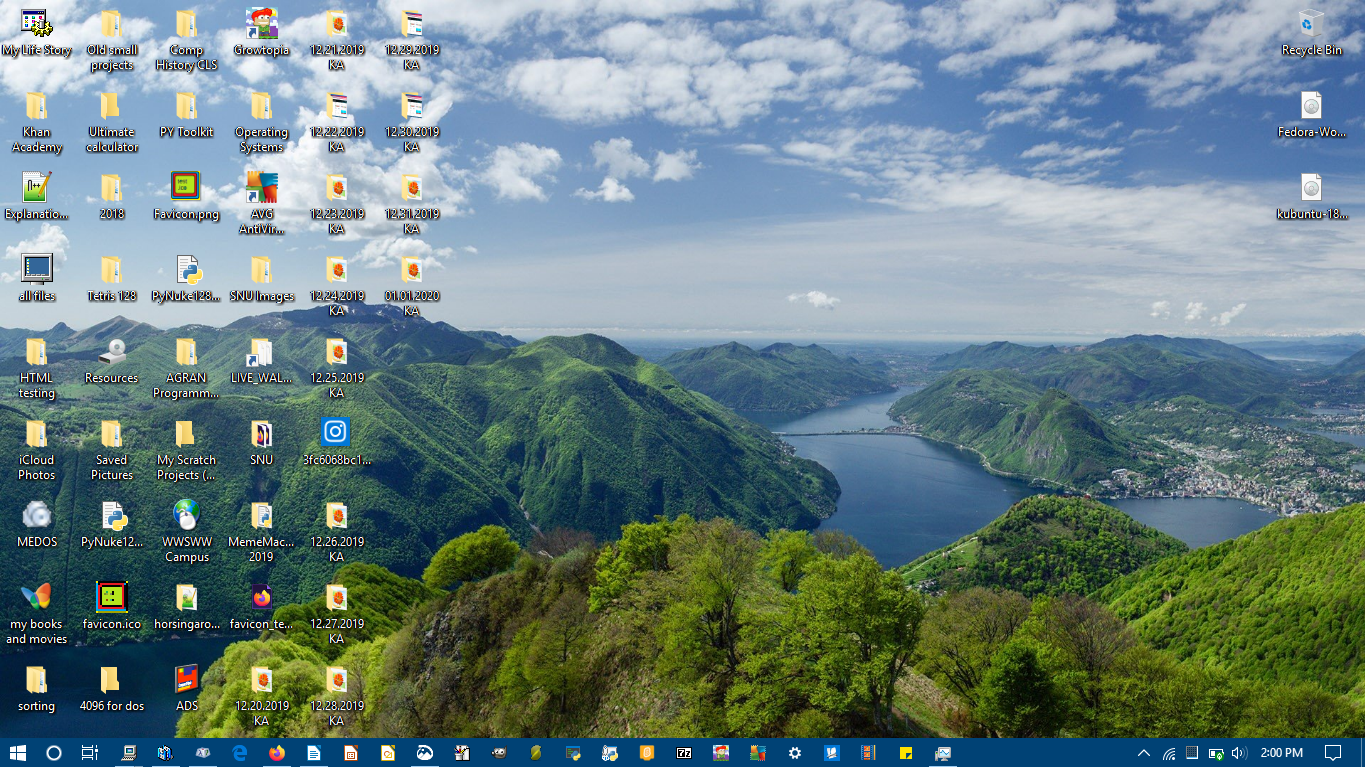 My Life Story
Old small
projects
Comp
History CLS
Growtopia
12.21.2019
KA
12.29.2019
KA
Recycle Bin
Khan
Academy
Ultimate
calculator
PY Toolkit
Operating
Systems
12.22.2019
KA
12.30.2019
KA
Fedora-Wo...
Explanatio...
2018
Favicon.png
AVG
AntiVir...
12.23.2019
KA
12.31.2019
KA
kubuntu-18...
all files
Tetris 128
PyNuke128...
SNU Images
12.24.2019
KA
01.01.2020
KA
HTML
testing
Resources
AGRAN
Programm...
LIVE_WAL...
12.25.2019
KA
iCloud
Photos
Saved
Pictures
My Scratch
Projects (...
SNU
3fc6068bc1...
MEDOS
PyNuke12...
WWSWW
Campus
MemeMac...
2019
12.26.2019
KA
my books
and movies
favicon.ico
horsingaro...
favicon_te...
12.27.2019
KA
sorting
4096 for dos
ADS
12.20.2019
KA
12.28.2019
KA
2:00 PM